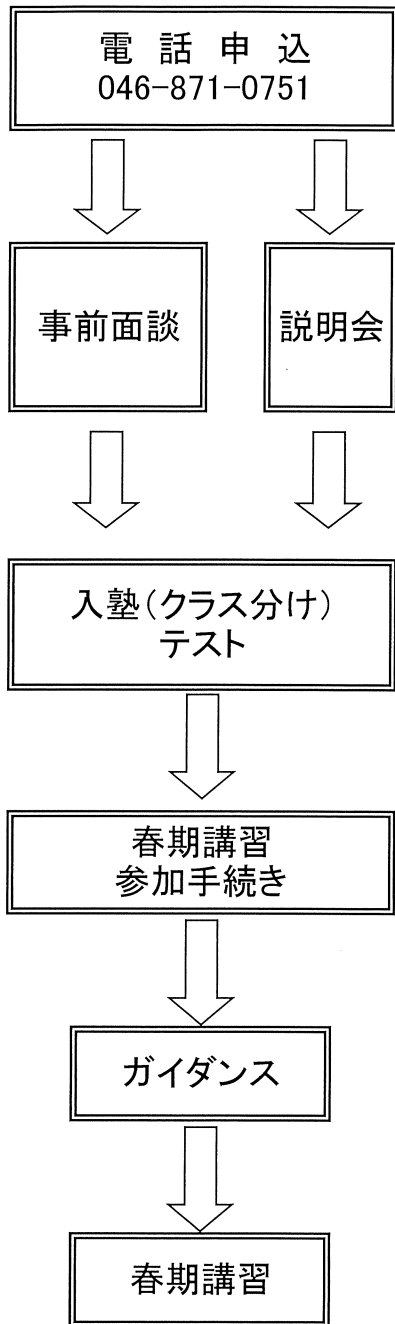 電話申込
046-871-0751
事前面談
説明会
入塾(クラス分け)
テスト
春期講習
参加手続き
ガイダンス
春期講習